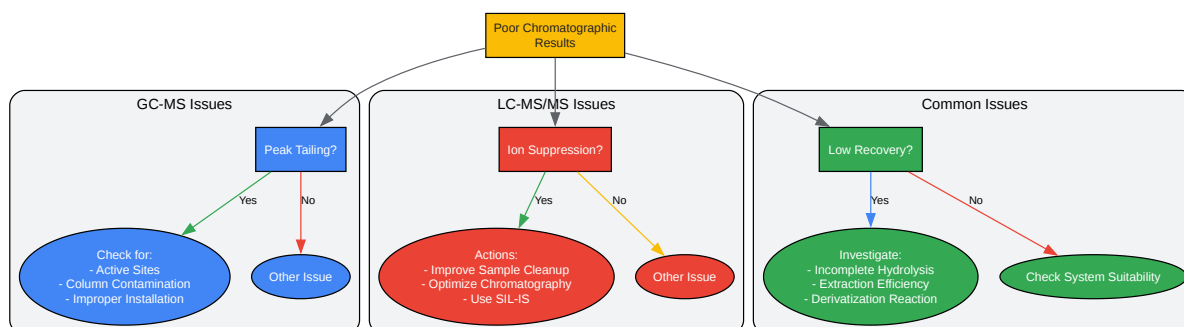 Poor Chromatographic
Results
GC-MS Issues
Peak Tailing?
Yes
No
Check for:
- Active Sites
- Column Contamination
- Improper Installation
Other Issue
LC-MS/MS Issues
Ion Suppression?
Yes
No
Actions:
- Improve Sample Cleanup
- Optimize Chromatography
- Use SIL-IS
Other Issue
Common Issues
Low Recovery?
Yes
No
Investigate:
- Incomplete Hydrolysis
- Extraction Efficiency
- Derivatization Reaction
Check System Suitability